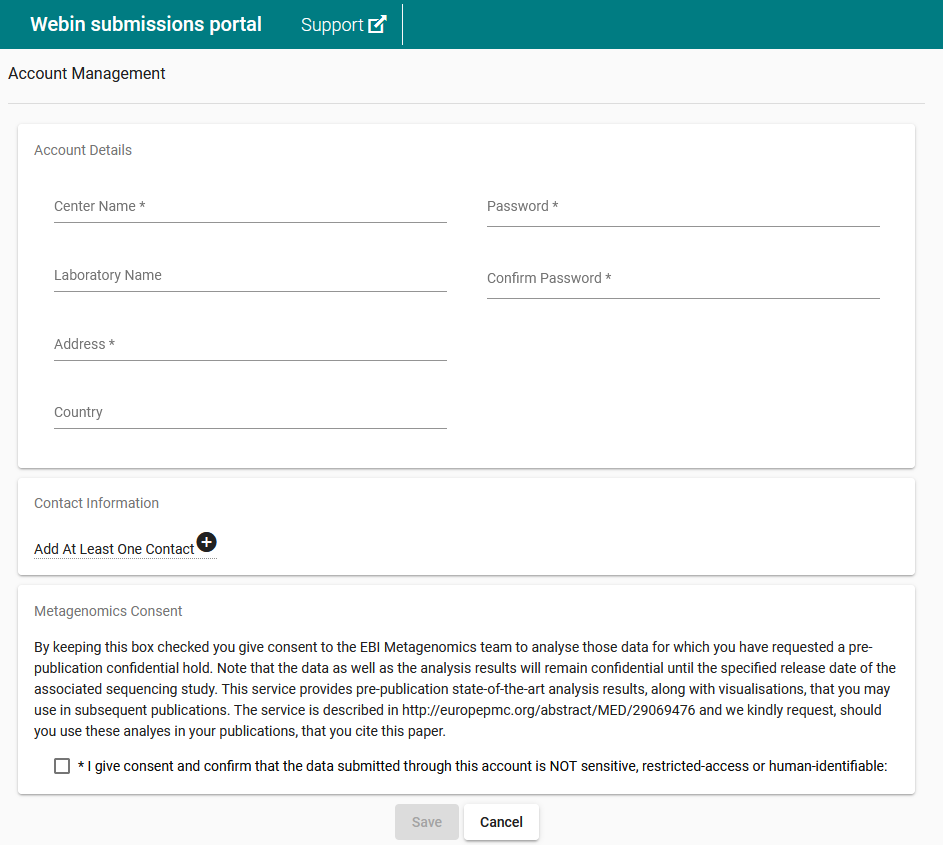 Webin submissions portal Support
Account Management
Account Details
Center Name *
Password *
Laboratory Name
Confirm Password *
Address *
Country
Contact Information
Add At Least One Contact
Metagenomics Consent
By keeping this box checked you give consent to the EBI Metagenomics team to analyse those data for which you have requested a pre-
publication confidential hold. Note that the data as well as the analysis results will remain confidential until the specified release date of the
associated sequencing study. This service provides pre-publication state-of-the-art analysis results, along with visualisations, that you may
use in subsequent publications. The service is described in http://europepmc.org/abstract/MED/29069476 and we kindly request, should
you use these analyes in your publications, that you cite this paper.
* I give consent and confirm that the data submitted through this account is NOT sensitive, restricted-access or human-identifiable:
Save Cancel